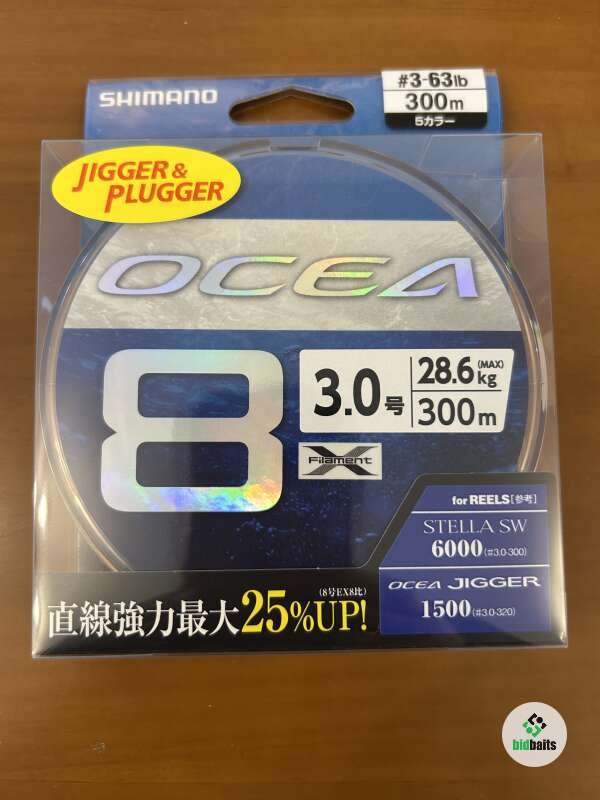 SHIMANO
#3-63lb
300m
5カラー
JIGGER &
PLUGGER
OCEA
8
3.0号
28.6kg (MAX)
300m
X
Filament
for REELS[参考]
STELLA SW
6000(#3.0-300)
OCEA JIGGER
1500(#3.0-320)
(8号EX8比)
直線強力最大25%UP!
bidbaits